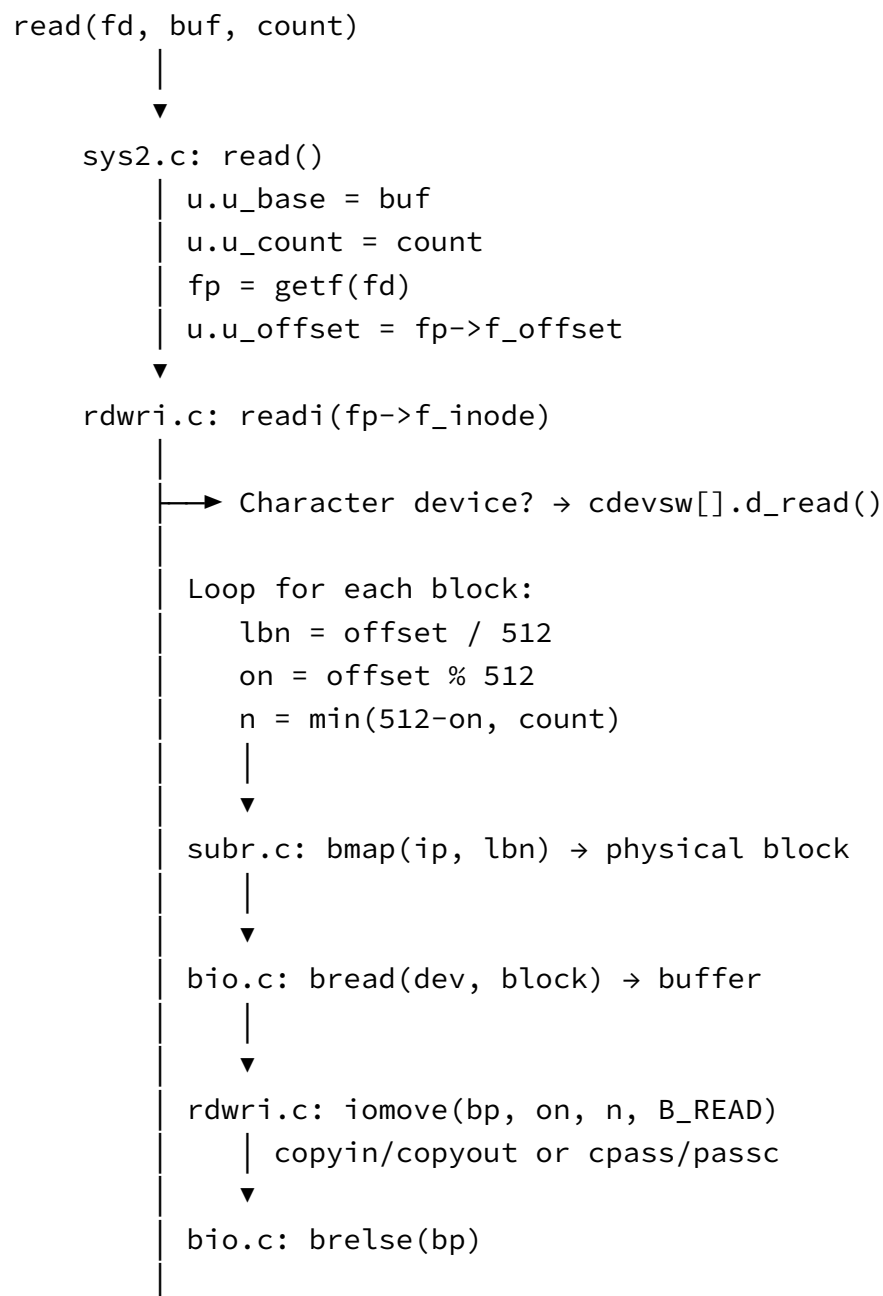 read(fd, buf, count)
sys2.c: read()
u.u_base = buf
u.u_count = count
fp = getf(fd)
u.u_offset = fp->f_offset
rdwri.c: readi(fp->f_inode)
Character device? → cdevsw[].d_read()
Loop for each block:
lbn = offset / 512
on = offset % 512
n = min(512-on, count)
subr.c: bmap(ip, lbn) → physical block
bio.c: bread(dev, block) → buffer
rdwri.c: iomove(bp, on, n, B_READ)
copyin/copyout or cpass/passc
bio.c: brelse(bp)